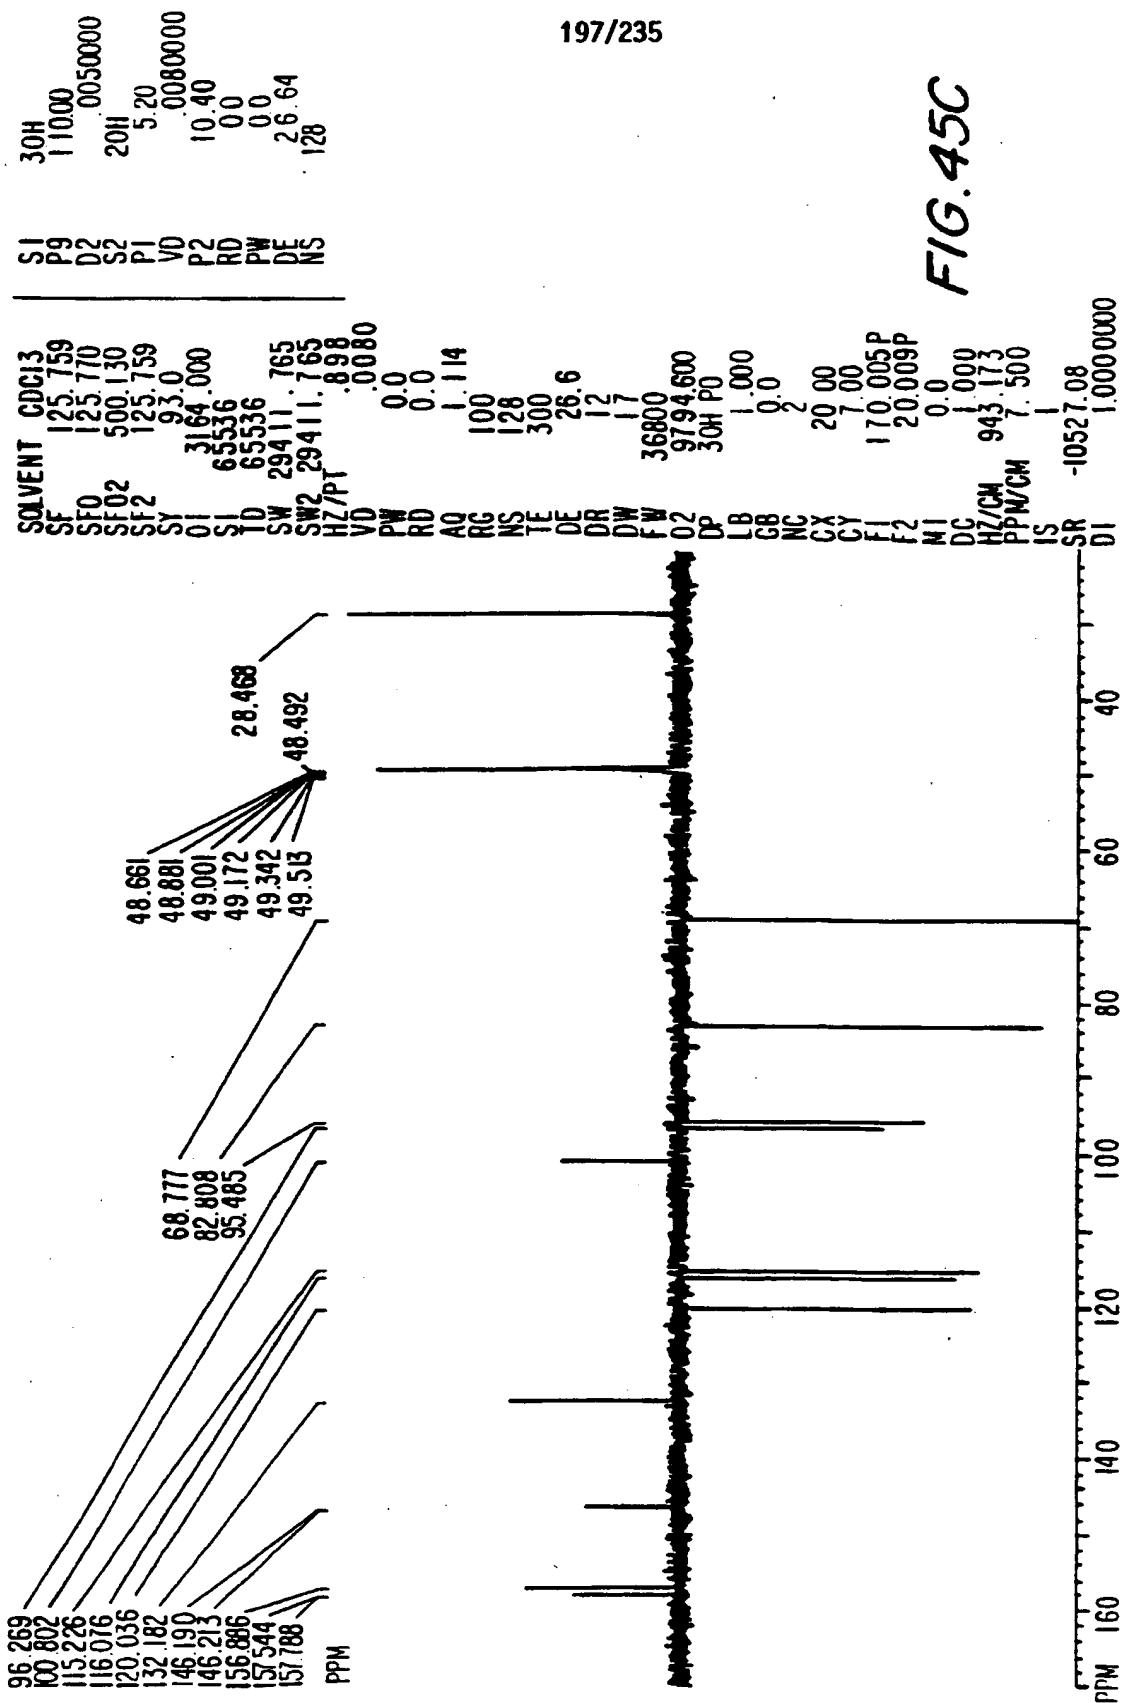 197/235
96.269
100.802
115.226
116.076
120.036
132.182
146.190
146.213
156.886
157.544
157.788
PPM
68.777
82.808
95.485
48.661
48.881
49.001
49.172
49.342
49.513
48.492
28.468
SOLVENT CDCl3
SF 125.759
SFO 125.770
SFO2 500.130
SF2 125.759
SY 93.0
O1 3164.000
SI 65536
TD 65536
SW 29411.765
SW2 29411.765
HZ/PT .898
VD .0080
PW 0.0
RD 0.0
AQ 1.114
RG 100
NS 128
TE 300
DE 26.6
DR 12
DW 17
FW 36800
O2 9794.600
DP 30H PO
LB 1.000
GB 0.0
NC 2
CX 20.00
CY 7.00
F1 170.005P
F2 20.009P
M1 0.0
DC 1.000
HZ/CM 943.173
PPM/CM 7.500
IS 1
SR -10527.08
DI 1.0000000
S1 30H
P9 110.00
D2 .0050000
S2 20H
P1 5.20
VD .0080000
P2 10.40
RD 0.0
PW 0.0
DE 26.64
NS 128
PPM 160 140 120 100 80 60 40
FIG. 45C